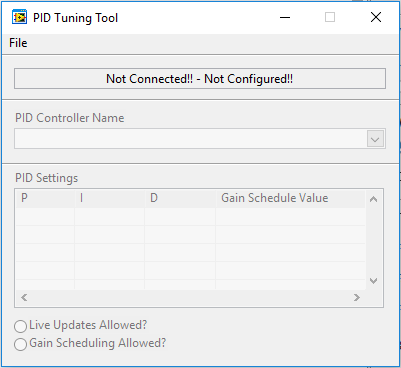 PID Tuning Tool
File
Not Connected!! - Not Configured!!
PID Controller Name
PID Settings
P I D Gain Schedule Value
Live Updates Allowed?
Gain Scheduling Allowed?